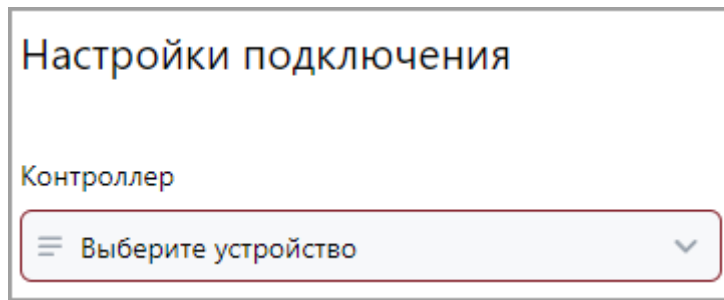 Настройки подключения
Контроллер
Выберите устройство